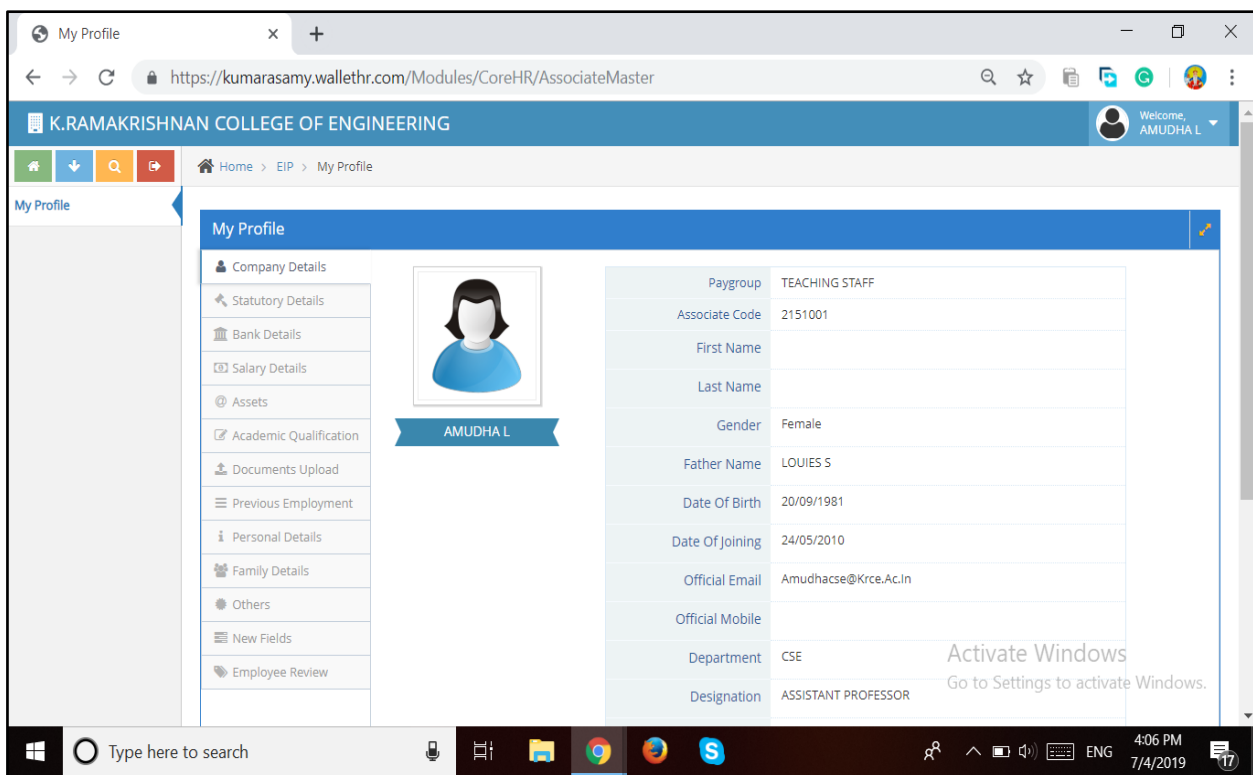 My Profile
https://kumarasamy.wallethr.com/Modules/CoreHR/AssociateMaster
K.RAMAKRISHNAN COLLEGE OF ENGINEERING
Welcome,
AMUDHA L
Home > EIP > My Profile
My Profile
My Profile
Company Details
Statutory Details
Bank Details
Salary Details
Assets
Academic Qualification
Documents Upload
Previous Employment
Personal Details
Family Details
Others
New Fields
Employee Review
AMUDHA L
Paygroup TEACHING STAFF
Associate Code 2151001
First Name
Last Name
Gender Female
Father Name LOUIES S
Date Of Birth 20/09/1981
Date Of Joining 24/05/2010
Official Email Amudhacse@Krce.Ac.In
Official Mobile
Department CSE
Designation ASSISTANT PROFESSOR
Activate Windows
Go to Settings to activate Windows.
Type here to search
ENG
4:06 PM
7/4/2019
17